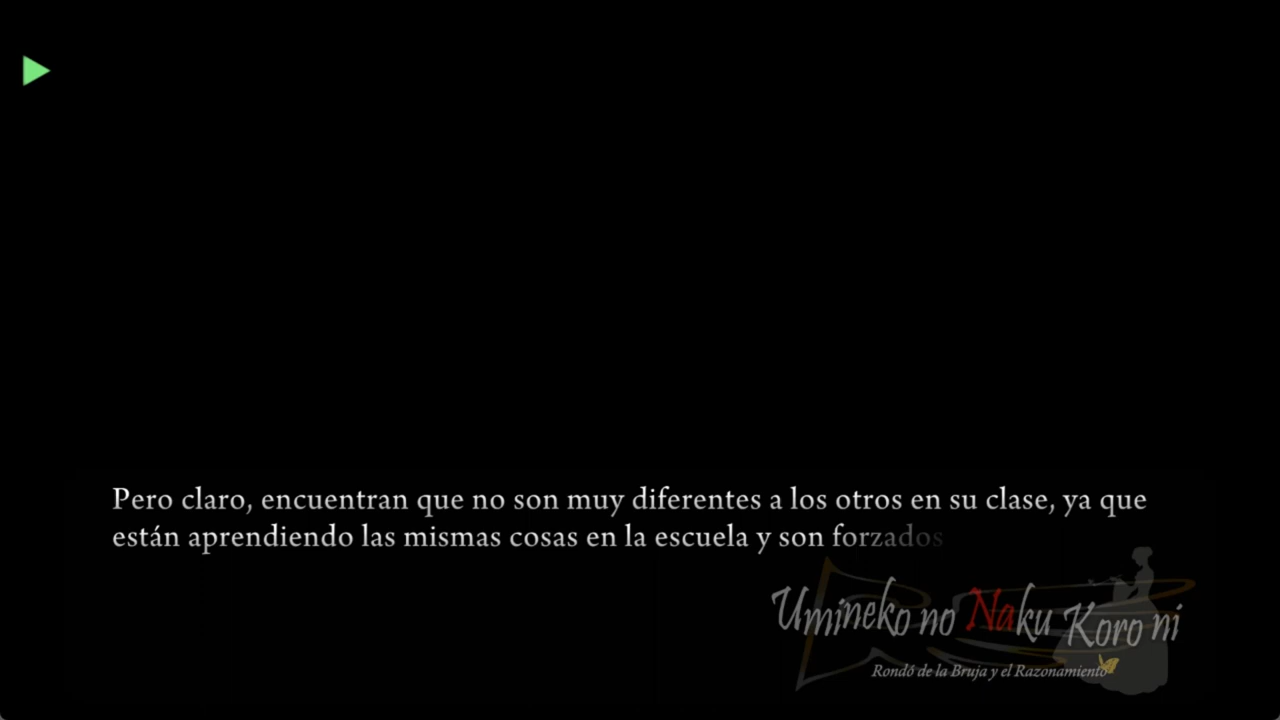 Pero claro, encuentran que no son muy diferentes a los otros en su clase, ya que
están aprendiendo las mismas cosas en la escuela y son forzados
Umineko no Naku Koro ni
Rondó de la Bruja y el Razonamiento